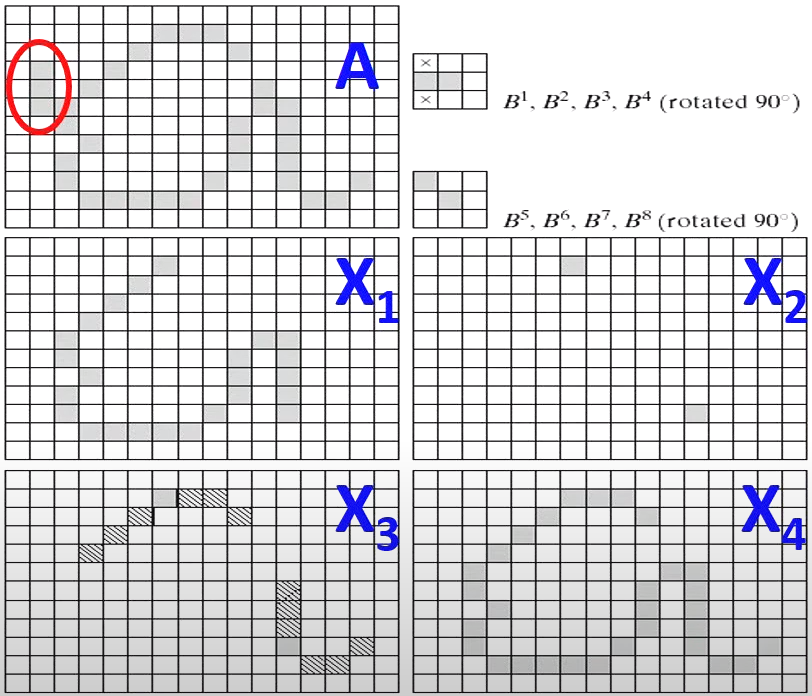 A
×
×
B¹, B², B³, B⁴ (rotated 90°)
B⁵, B⁶, B⁷, B⁸ (rotated 90°)
X₁
X₂
X₃
X₄